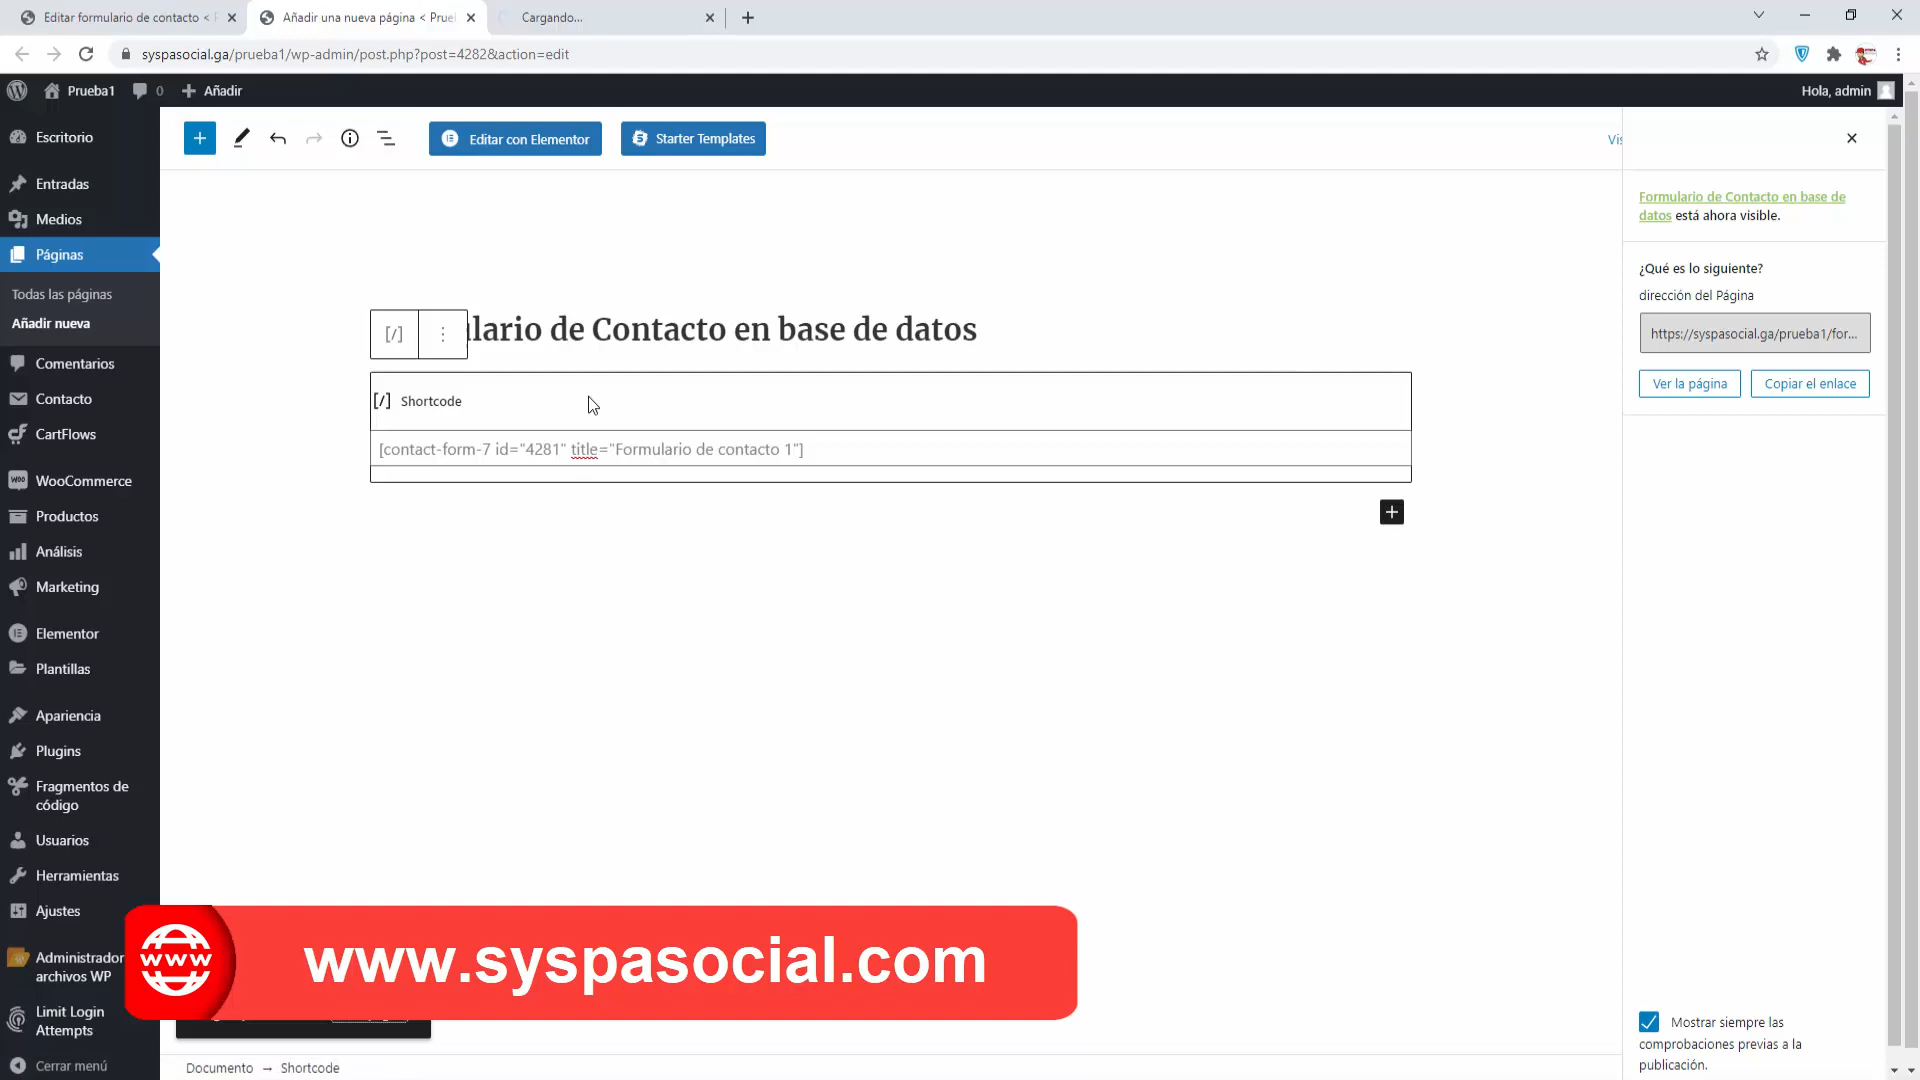 Editar formulario de contacto <
Añadir una nueva página < Prue
Cargando...
syspasocial.ga/prueba1/wp-admin/post.php?post=4282&action=edit
Prueba1
0
Añadir
Hola, admin
Escritorio
Entradas
Medios
Páginas
Todas las páginas
Añadir nueva
Comentarios
Contacto
CartFlows
WooCommerce
Productos
Análisis
Marketing
Elementor
Plantillas
Apariencia
Plugins
Fragmentos de
código
Usuarios
Herramientas
Ajustes
Administrador
archivos WP
Limit Login
Attempts
Cerrar menú
Editar con Elementor
Starter Templates
ulario de Contacto en base de datos
[/]
[/] Shortcode
[contact-form-7 id="4281" title="Formulario de contacto 1"]
Formulario de Contacto en base de
datos está ahora visible.
¿Qué es lo siguiente?
dirección del Página
https://syspasocial.ga/prueba1/for...
Ver la página
Copiar el enlace
www
www.syspasocial.com
Mostrar siempre las
comprobaciones previas a la
publicación.
Documento → Shortcode